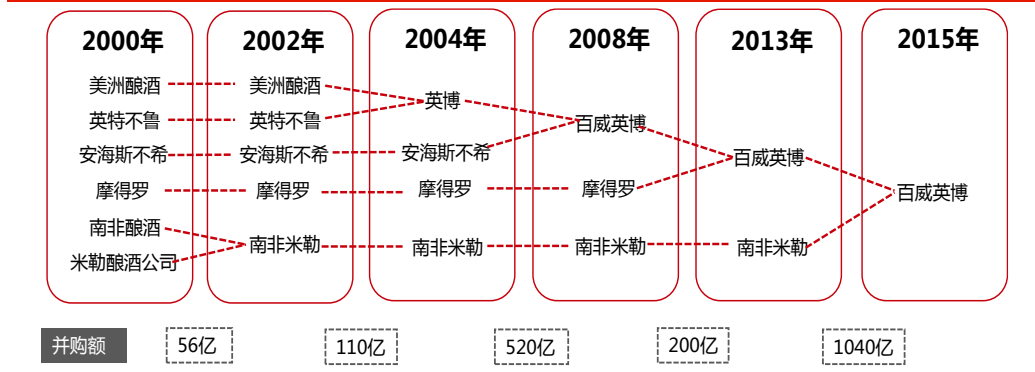 2000年 2002年 2004年 2008年 2013年 2015年
美洲酿酒 美洲酿酒
英博
英特不鲁 英特不鲁
百威英博
安海斯不希 安海斯不希 安海斯不希
百威英博
摩得罗 摩得罗 摩得罗 摩得罗
百威英博
南非酿酒
南非米勒 南非米勒 南非米勒 南非米勒
米勒酿酒公司
并购额 56亿 110亿 520亿 200亿 1040亿